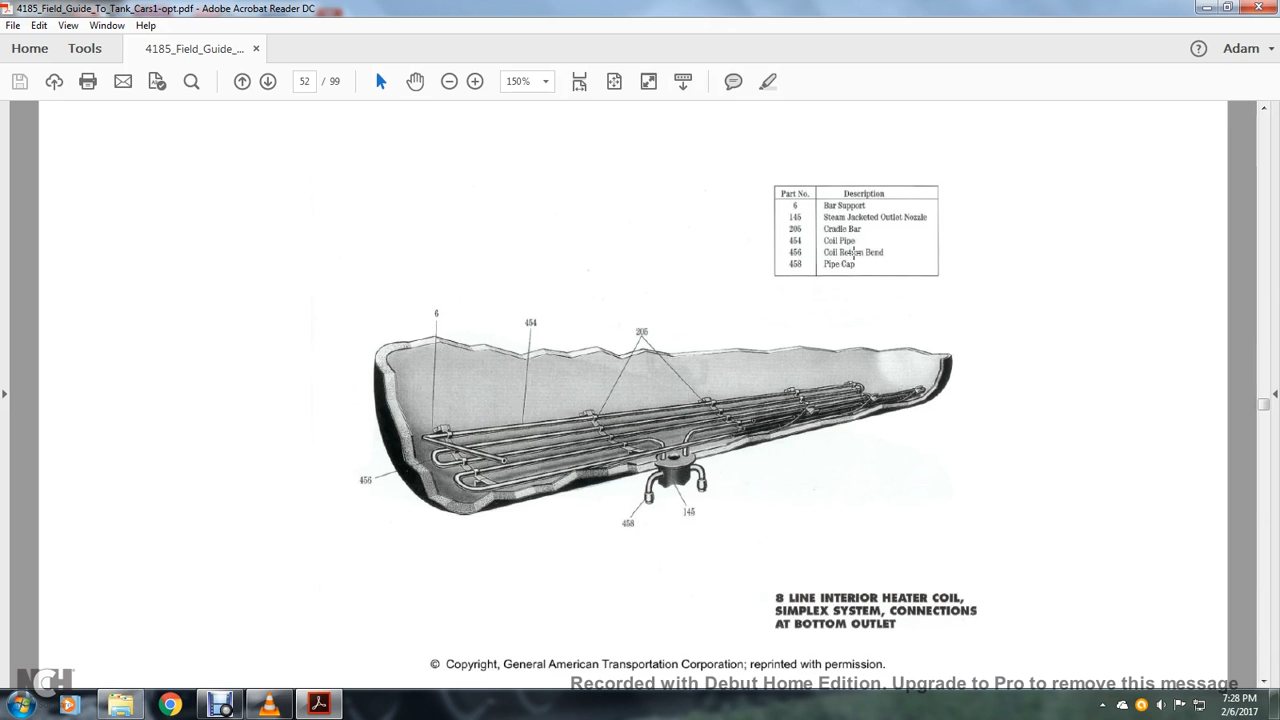 4185_Field_Guide_To_Tank_Cars1-opt.pdf - Adobe Acrobat Reader DC
File Edit View Window Help
Home Tools 4185_Field_Guide_... × ? Adam
52 / 99 150%
Part No. Description
6 Bar Support
145 Steam Jacketed Outlet Nozzle
205 Cradle Bar
454 Coil Pipe
456 Coil Return Bend
458 Pipe Cap
6
454
205
456
458
145
8 LINE INTERIOR HEATER COIL,
SIMPLEX SYSTEM, CONNECTIONS
AT BOTTOM OUTLET
© Copyright, General American Transportation Corporation; reprinted with permission.
NCH
Recorded with Debut Home Edition. Upgrade to Pro to remove this message
7:28 PM
2/6/2017